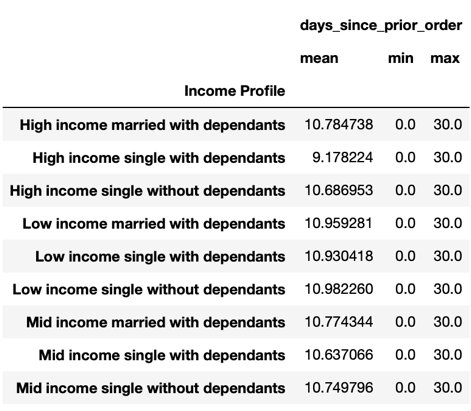 days_since_prior_order
mean min max
Income Profile
High income married with dependants 10.784738 0.0 30.0
High income single with dependants 9.178224 0.0 30.0
High income single without dependants 10.686953 0.0 30.0
Low income married with dependants 10.959281 0.0 30.0
Low income single with dependants 10.930418 0.0 30.0
Low income single without dependants 10.982260 0.0 30.0
Mid income married with dependants 10.774344 0.0 30.0
Mid income single with dependants 10.637066 0.0 30.0
Mid income single without dependants 10.749796 0.0 30.0